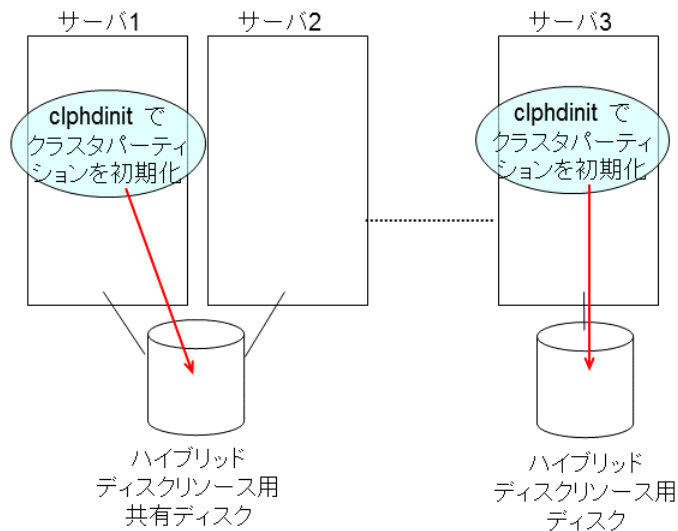 サーバ1
サーバ2
サーバ3
clphdinit で
クラスタパーティ
ションを初期化
clphdinit で
クラスタパーティ
ションを初期化
ハイブリッド
ディスクリソース用
共有ディスク
ハイブリッド
ディスクリソース用
ディスク